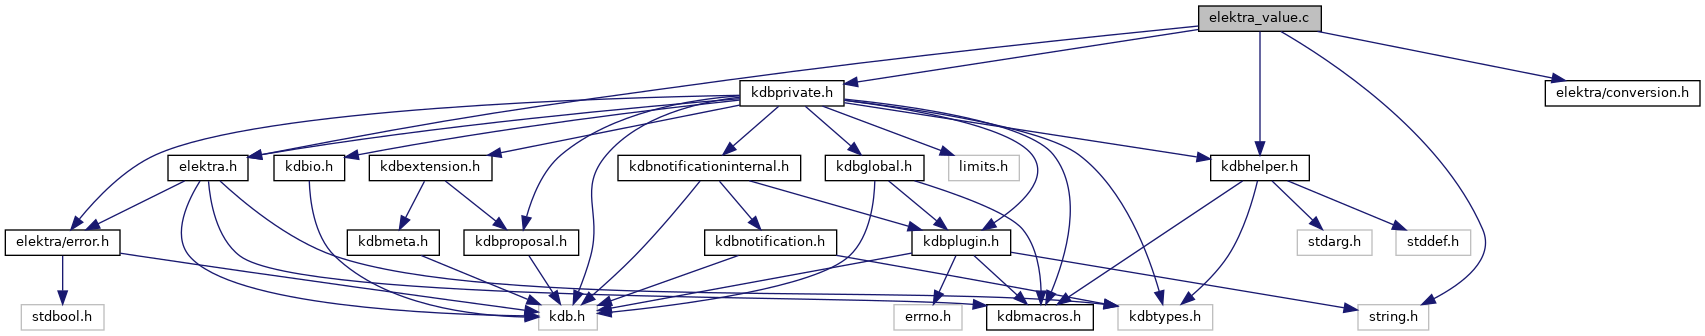 elektra_value.c
kdbprivate.h
elektra/conversion.h
elektra.h
kdbio.h
kdbextension.h
kdbnotificationinternal.h
kdbglobal.h
limits.h
kdbhelper.h
elektra/error.h
kdbmeta.h
kdbproposal.h
kdbnotification.h
kdbplugin.h
stdarg.h
stddef.h
stdbool.h
kdb.h
errno.h
kdbmacros.h
kdbtypes.h
string.h